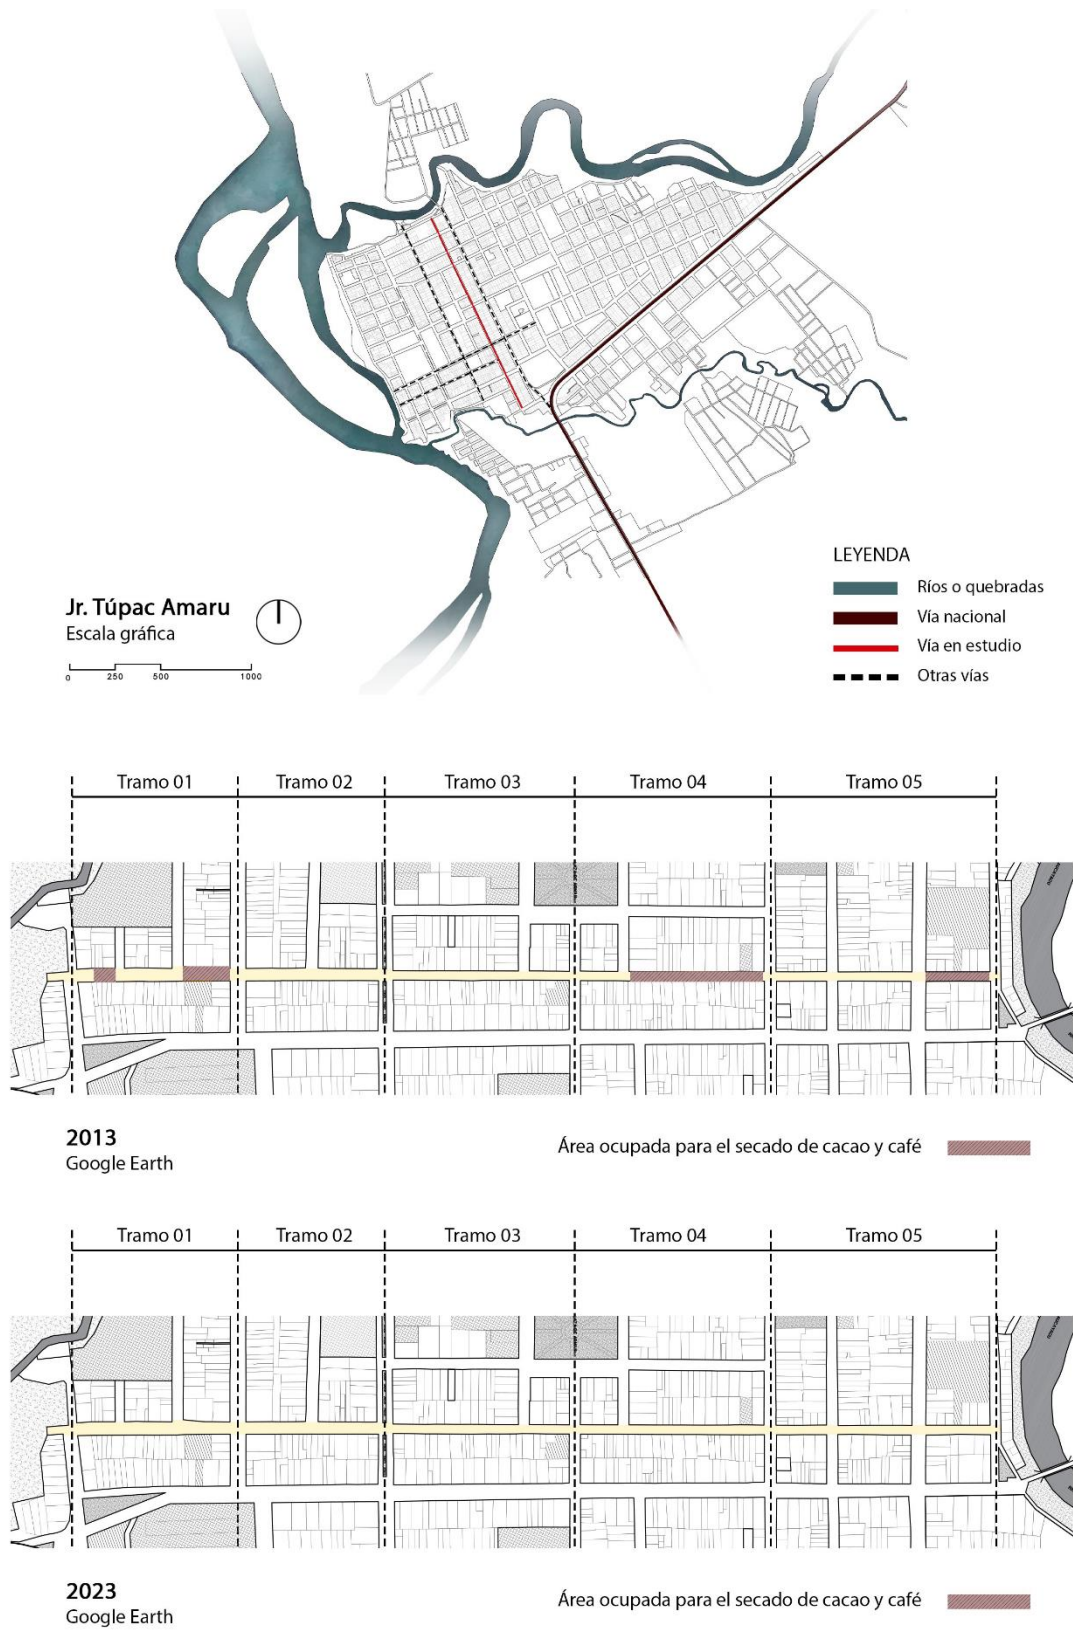 LEYENDA
Ríos o quebradas
Vía nacional
Vía en estudio
Otras vías
Jr. Túpac Amaru
Escala gráfica
0 250 500 1000
Tramo 01 Tramo 02 Tramo 03 Tramo 04 Tramo 05
2013
Google Earth
Área ocupada para el secado de cacao y café
Tramo 01 Tramo 02 Tramo 03 Tramo 04 Tramo 05
2023
Google Earth
Área ocupada para el secado de cacao y café